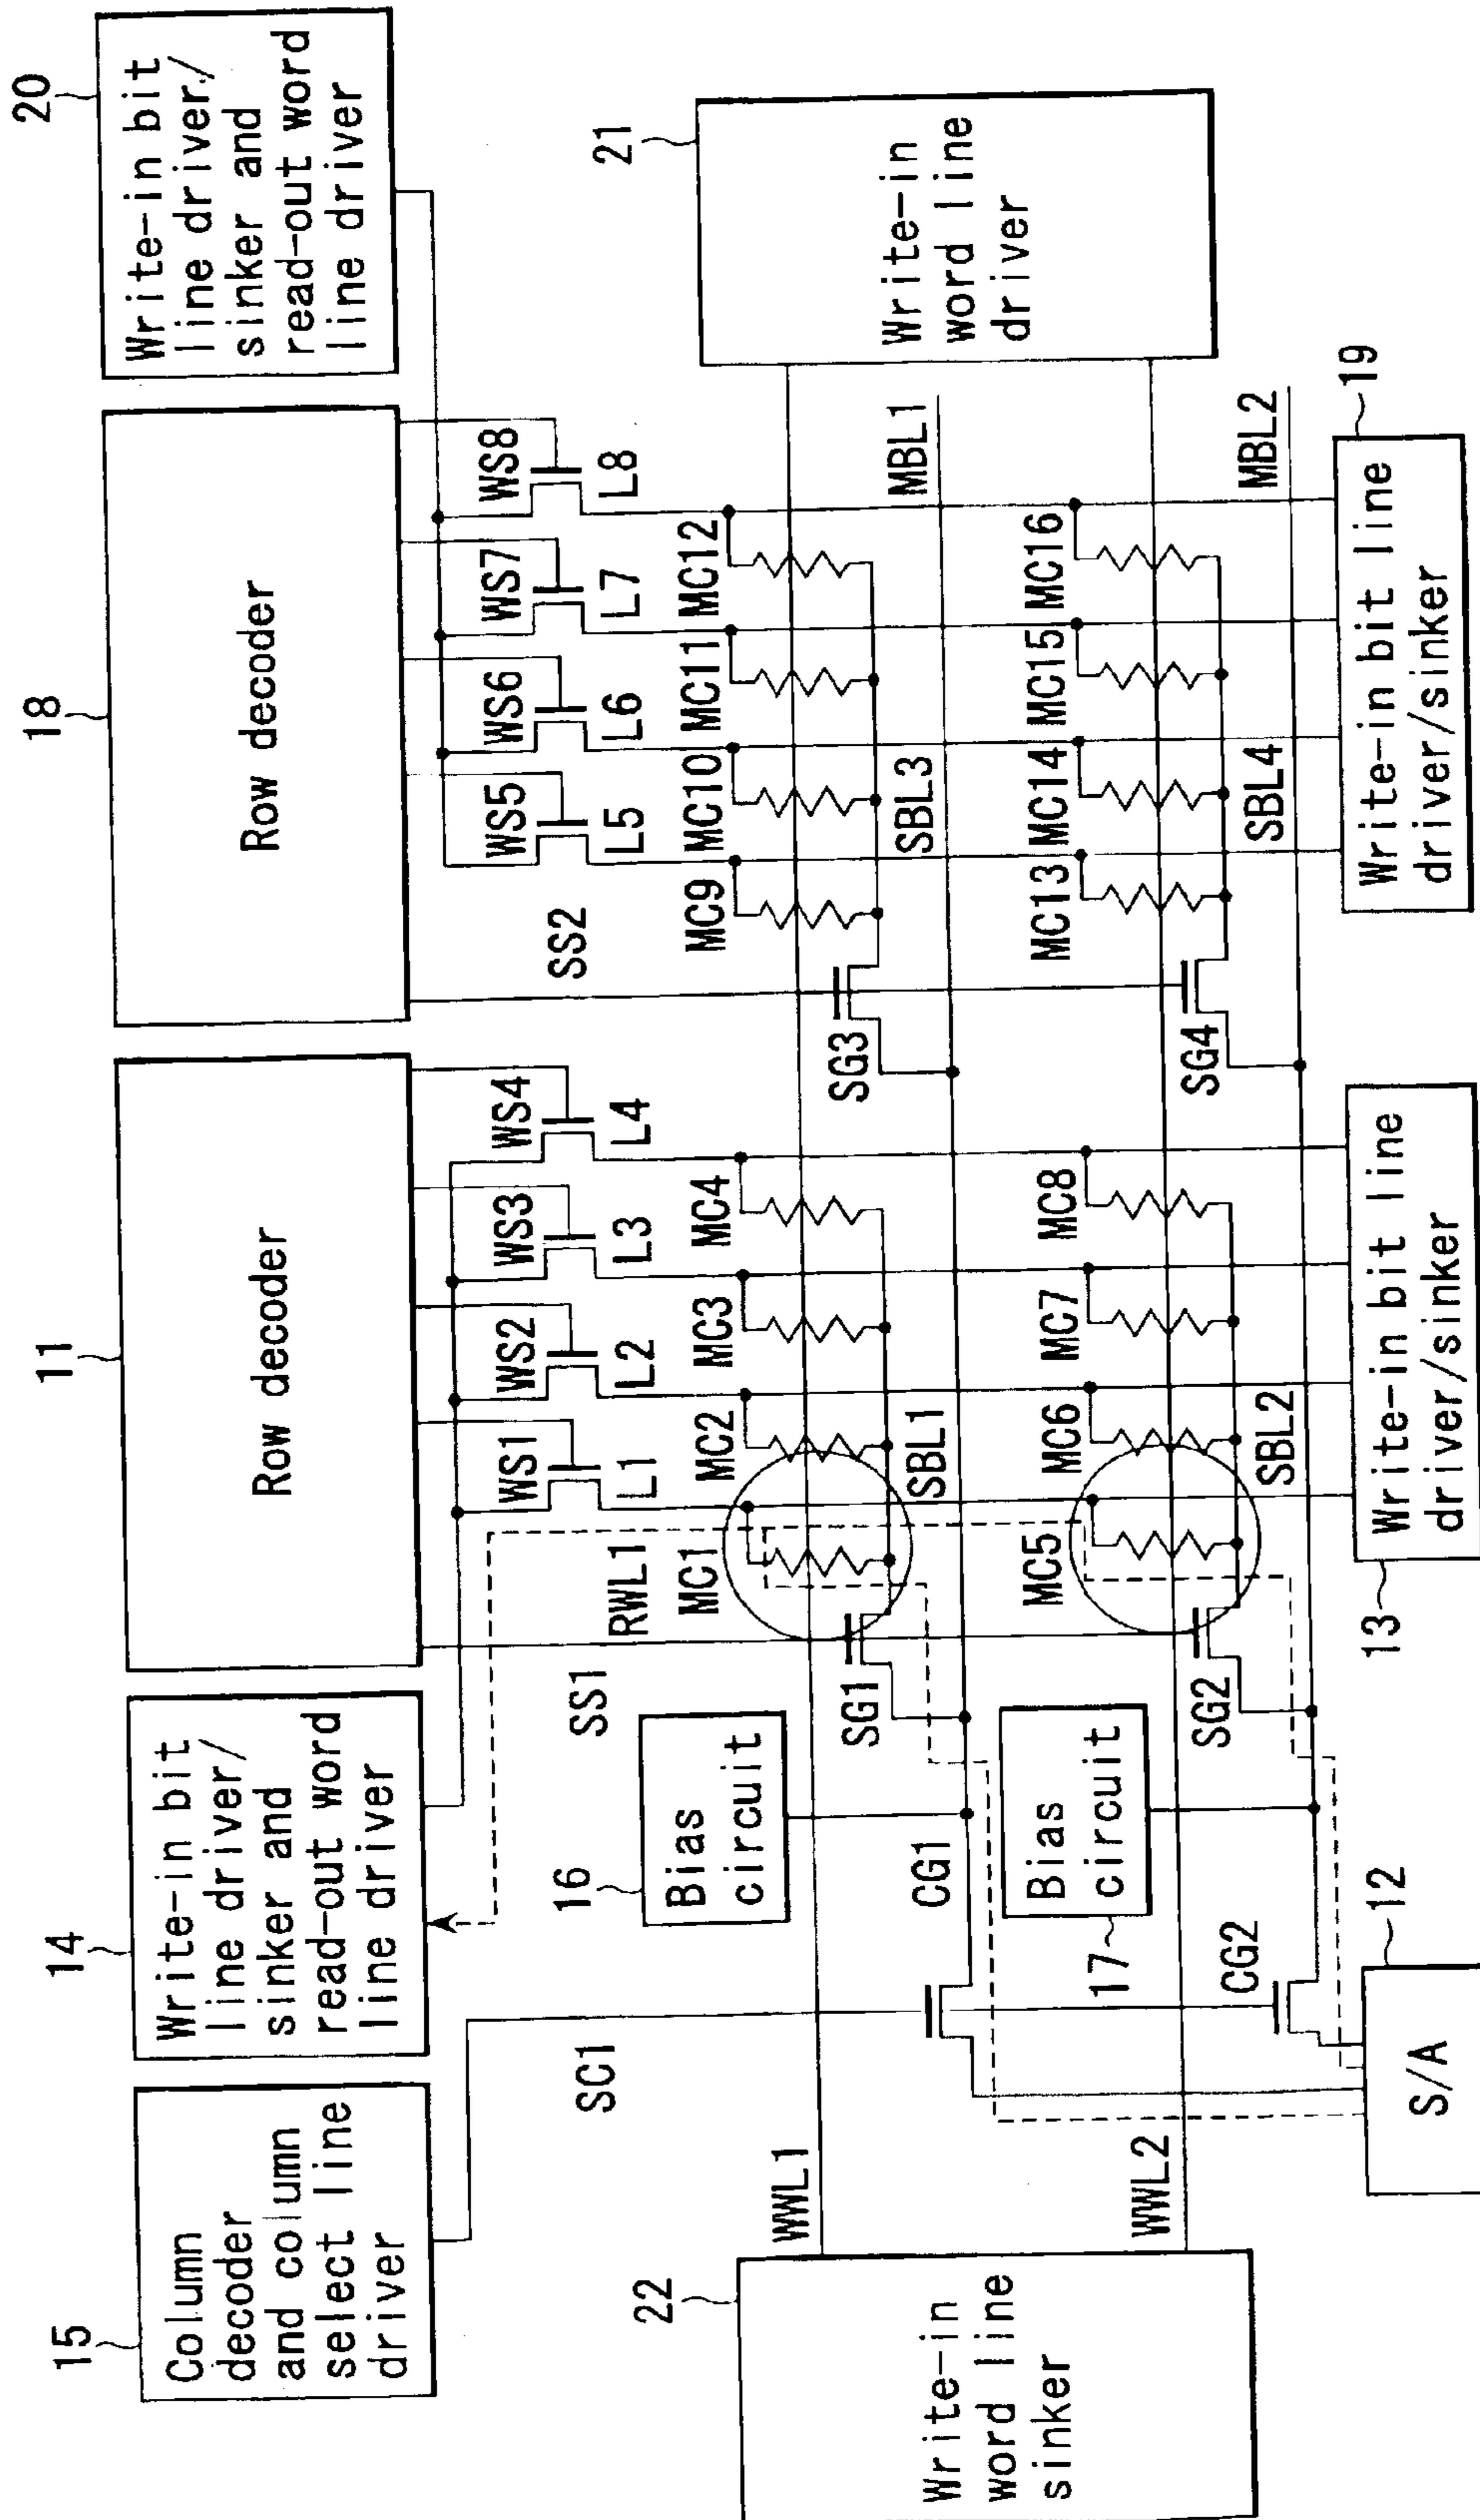 15
14
11
18
20
Column
decoder
and column
select line
driver
Write-in bit
line driver/
sinker and
read-out word
line driver
Row decoder
Row decoder
Write-in bit
line driver/
sinker and
read-out word
line driver
WS1
WS2
WS3
WS4
WS5
WS6
WS7
WS8
SC1
SS1
RWL1
L1
L2
L3
L4
SS2
L5
L6
L7
L8
16
Bias
circuit
MC1
MC2
MC3
MC4
MC9
MC10
MC11
MC12
21
Write-in
word line
driver
WWL1
22
Write-in
word line
sinker
CG1
SG1
SBL1
SG3
SBL3
MBL1
Bias
circuit
17
MC5
MC6
MC7
MC8
MC13
MC14
MC15
MC16
WWL2
CG2
SG2
SBL2
SG4
SBL4
MBL2
12
S/A
13
Write-in bit line
driver/sinker
19
Write-in bit line
driver/sinker